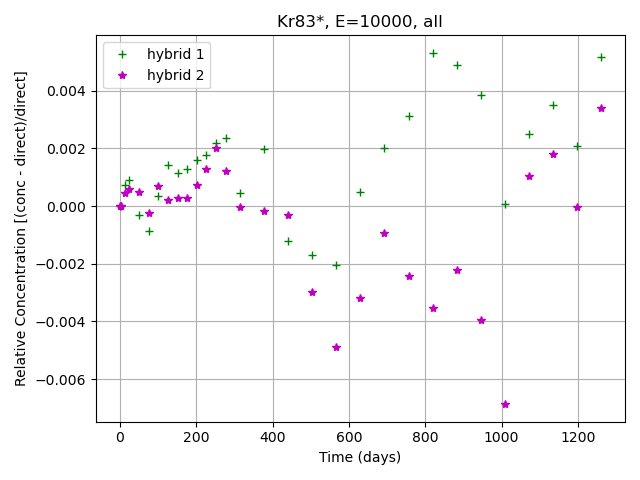 Kr83*, E=10000, all
hybrid 1
hybrid 2
Relative Concentration [(conc - direct)/direct]
0.004
0.002
0.000
−0.002
−0.004
−0.006
0 200 400 600 800 1000 1200
Time (days)